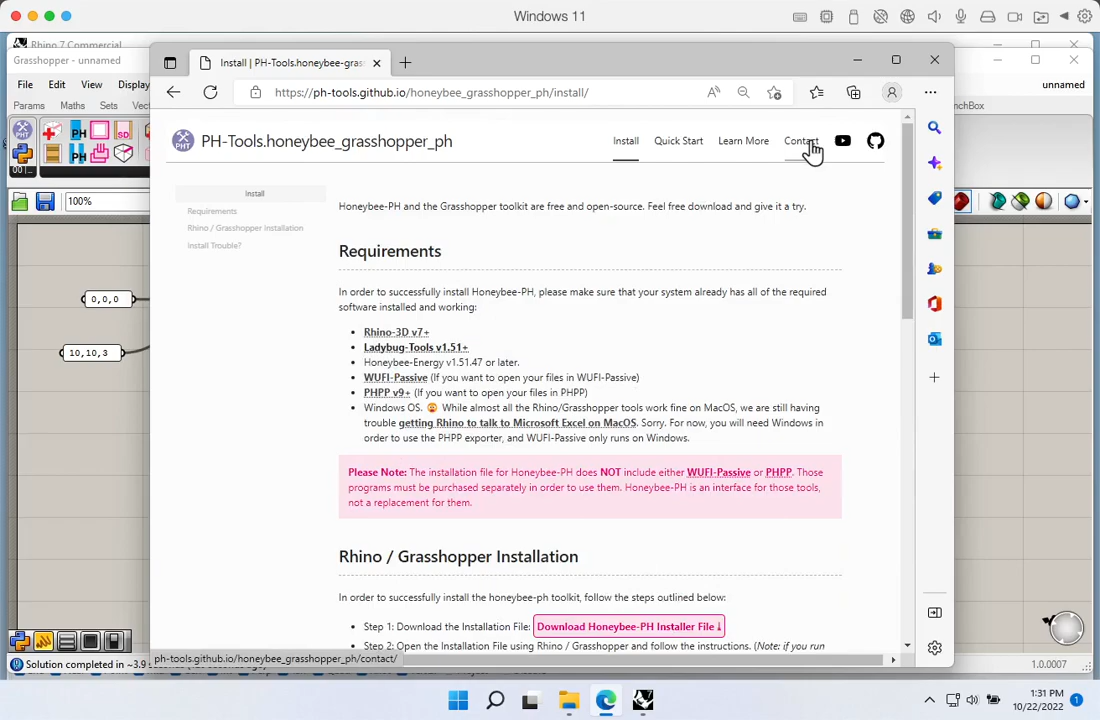 Windows 11
Rhino 7 Commercial
Grasshopper - unnamed
File Edit View Display
unnamed
Params Maths Sets Vect
nchBox
100%
0,0,0
10,10,3
Install | PH-Tools.honeybee-gras
https://ph-tools.github.io/honeybee_grasshopper_ph/install/
PH-Tools.honeybee_grasshopper_ph
Install Quick Start Learn More Contact
Install
Requirements
Rhino / Grasshopper Installation
Install Trouble?
Honeybee-PH and the Grasshopper toolkit are free and open-source. Feel free download and give it a try.
Requirements
In order to successfully install Honeybee-PH, please make sure that your system already has all of the required
software installed and working:
Rhino-3D v7+
Ladybug-Tools v1.51+
Honeybee-Energy v1.51.47 or later.
WUFI-Passive (If you want to open your files in WUFI-Passive)
PHPP v9+ (If you want to open your files in PHPP)
Windows OS. 😩 While almost all the Rhino/Grasshopper tools work fine on MacOS, we are still having
trouble getting Rhino to talk to Microsoft Excel on MacOS. Sorry. For now, you will need Windows in
order to use the PHPP exporter, and WUFI-Passive only runs on Windows.
Please Note: The installation file for Honeybee-PH does NOT include either WUFI-Passive or PHPP. Those
programs must be purchased separately in order to use them. Honeybee-PH is an interface for those tools,
not a replacement for them.
Rhino / Grasshopper Installation
In order to successfully install the honeybee-ph toolkit, follow the steps outlined below:
Step 1: Download the Installation File: Download Honeybee-PH Installer File ↓
Step 2: Open the Installation File using Rhino / Grasshopper and follow the instructions. (Note: if you run
ph-tools.github.io/honeybee_grasshopper_ph/contact/
Solution completed in ~3.9 s
1.0.0007
1:31 PM
10/22/2022
1